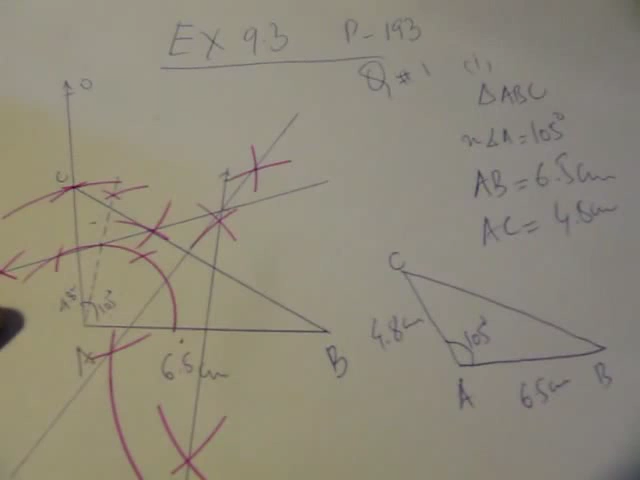 EX 9.3 P-193
Q # 1 (i)
ΔABC
m∠A = 105°
AB = 6.5cm
AC = 4.8cm
D
C
105°
A
6.5cm
B
C
4.8cm
105°
A
6.5cm
B